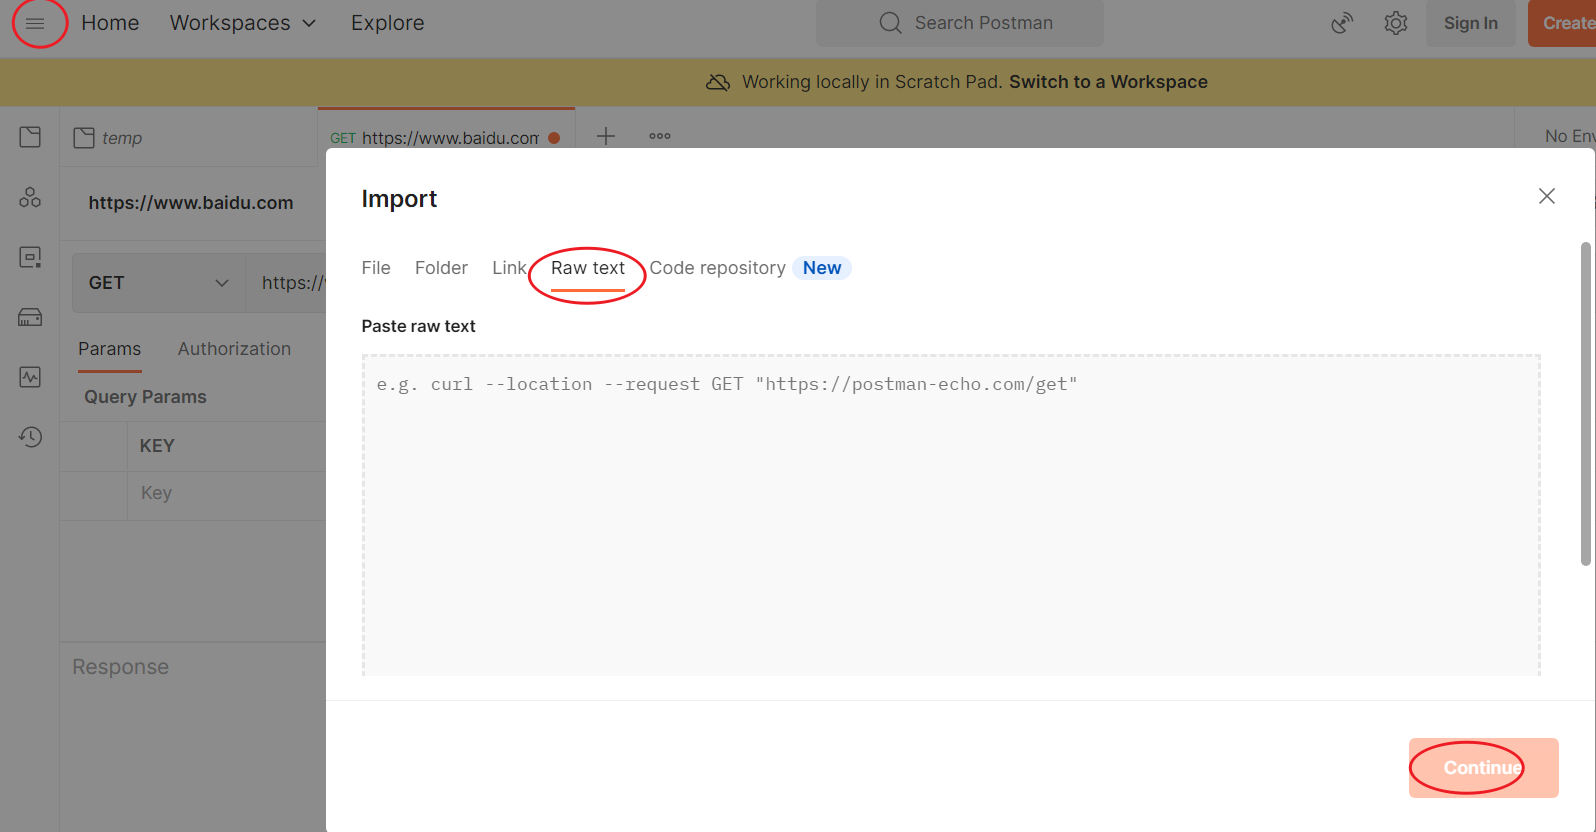 Home Workspaces Explore Search Postman Sign In Create
Working locally in Scratch Pad. Switch to a Workspace
temp GET https://www.baidu.com No Env
https://www.baidu.com
GET https://
Params Authorization
Query Params
KEY
Key
Response
Import
File Folder Link Raw text Code repository New
Paste raw text
e.g. curl --location --request GET "https://postman-echo.com/get"
Continue